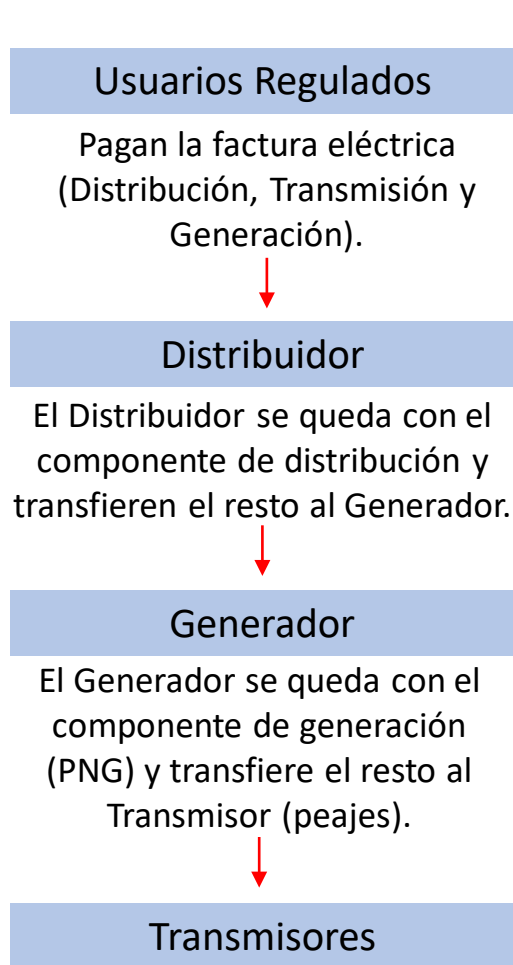 Usuarios Regulados
Pagan la factura eléctrica
(Distribución, Transmisión y
Generación).
Distribuidor
El Distribuidor se queda con el
componente de distribución y
transfieren el resto al Generador.
Generador
El Generador se queda con el
componente de generación
(PNG) y transfiere el resto al
Transmisor (peajes).
Transmisores